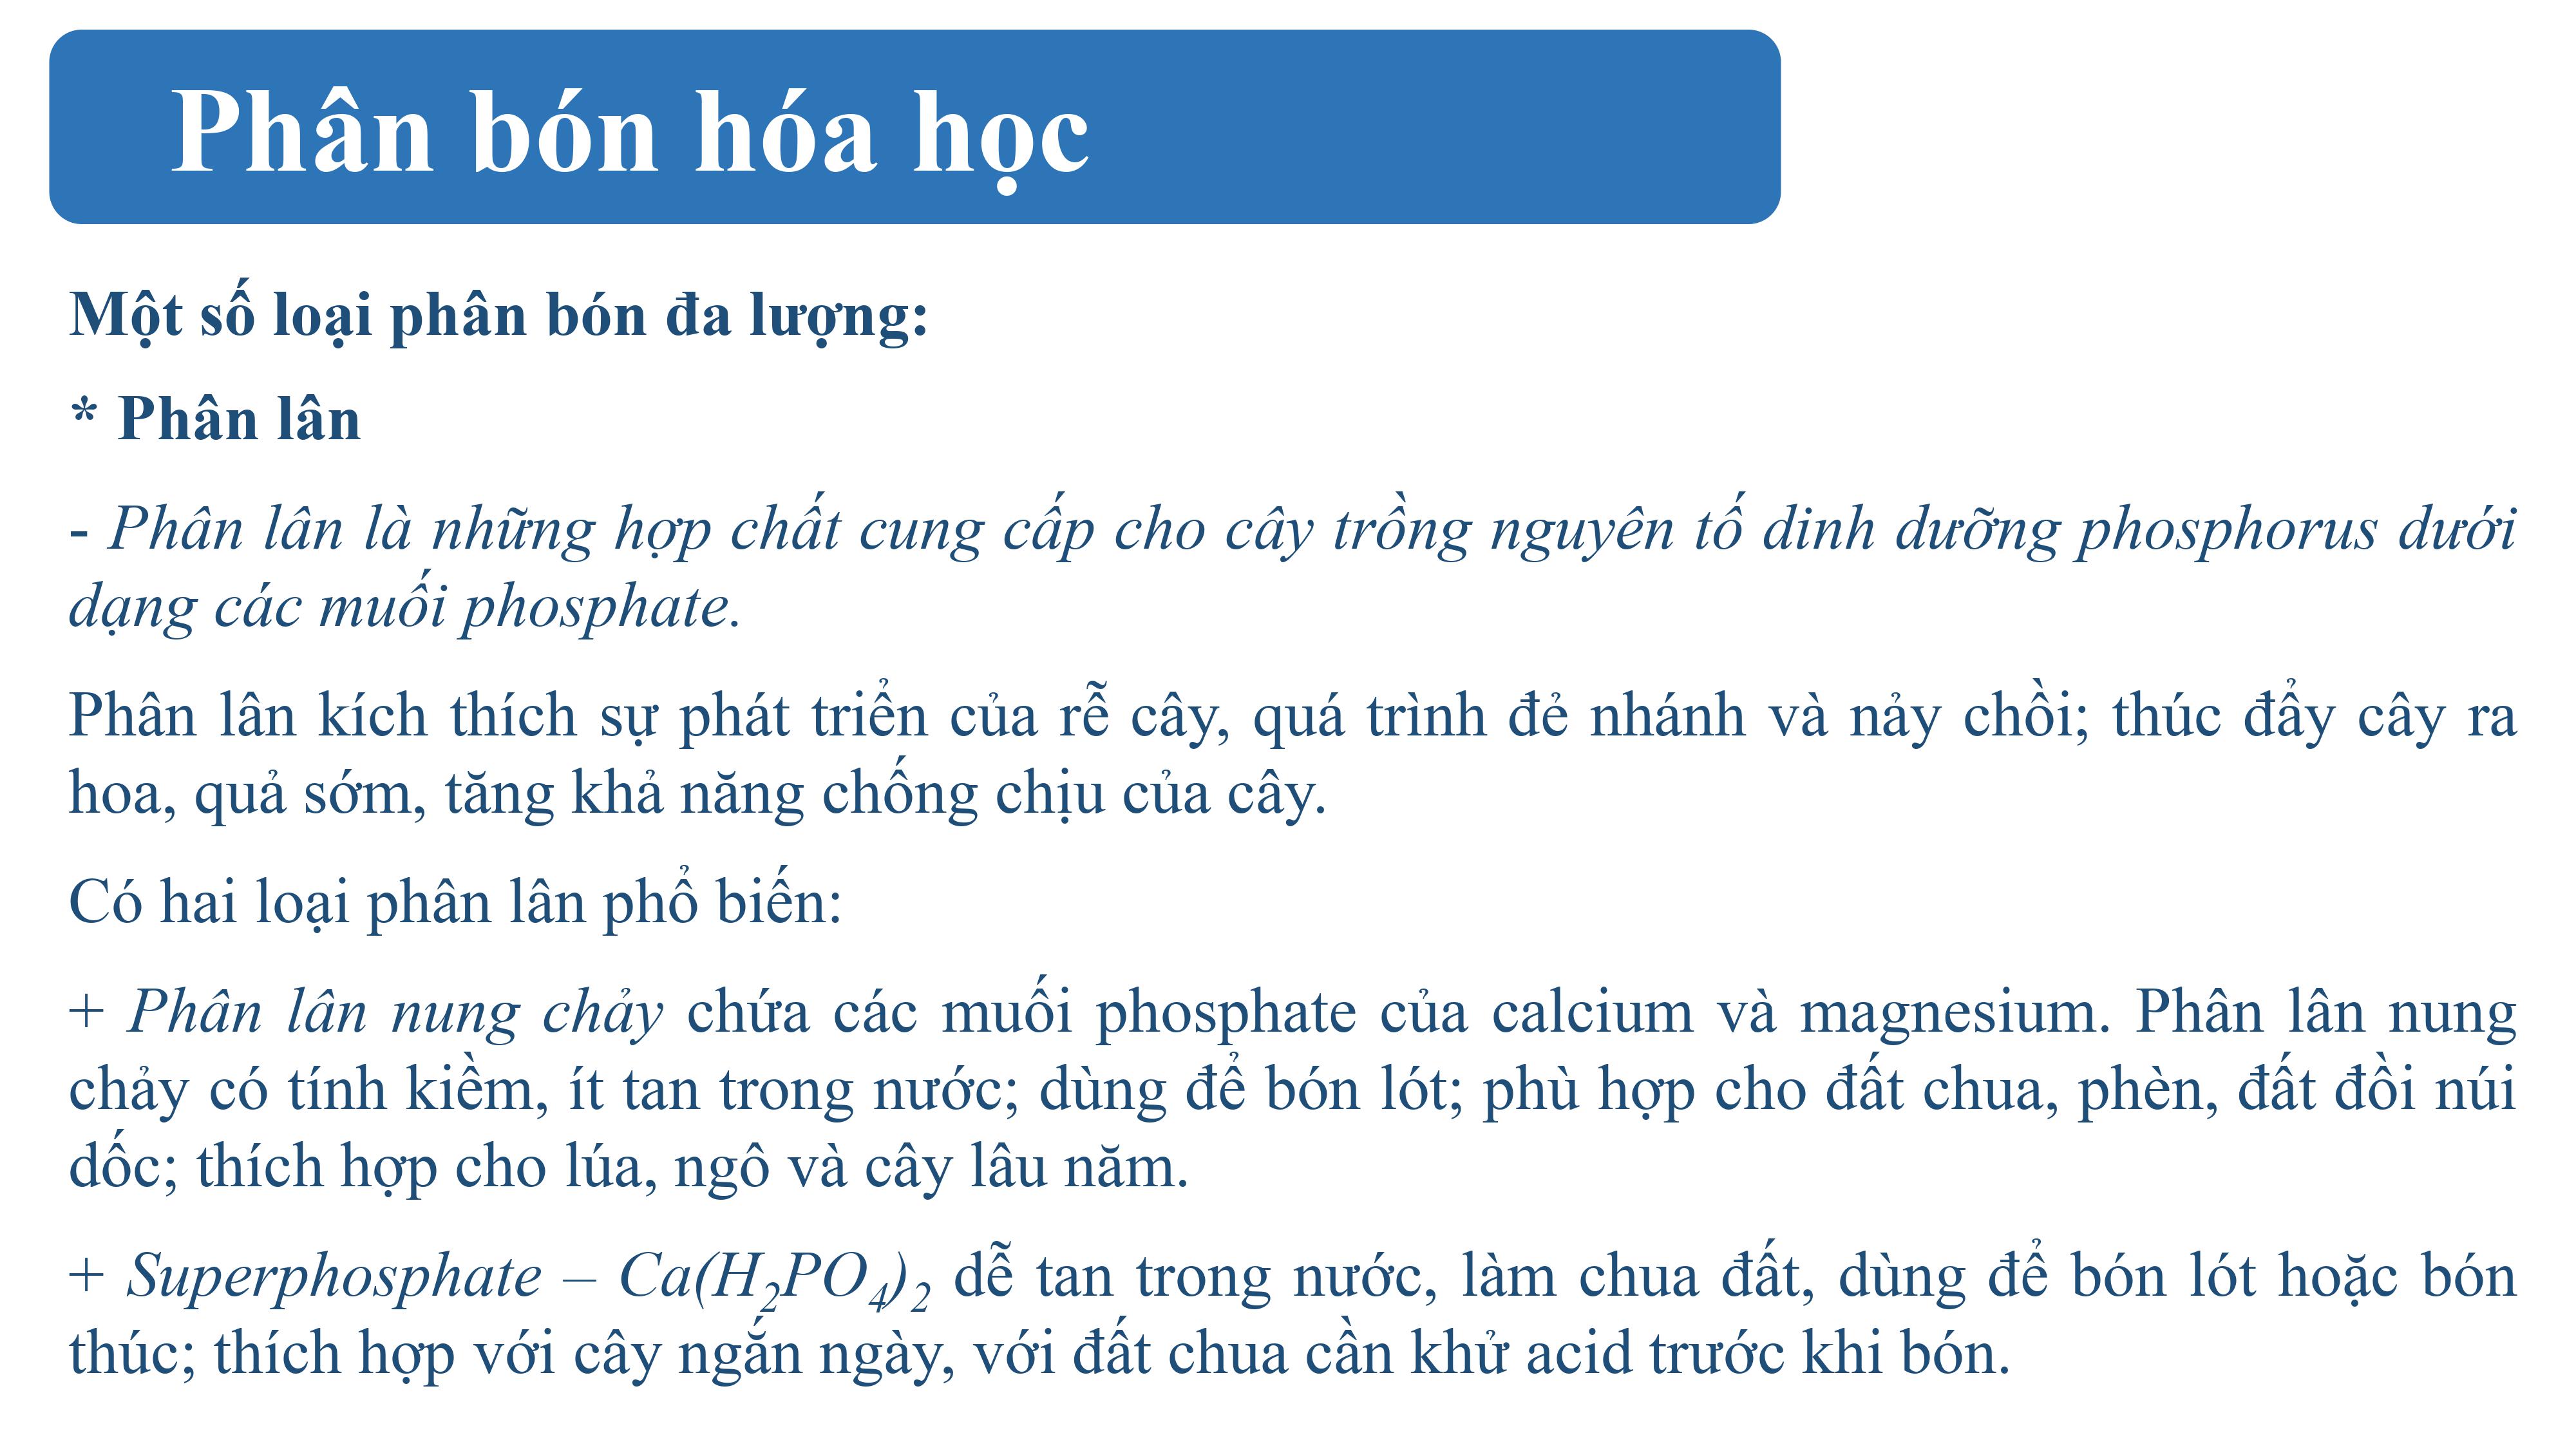 Phân bón hóa học
Một số loại phân bón đa lượng:
* Phân lân
- Phân lân là những hợp chất cung cấp cho cây trồng nguyên tố dinh dưỡng phosphorus dưới
dạng các muối phosphate.
Phân lân kích thích sự phát triển của rễ cây, quá trình đẻ nhánh và nảy chồi; thúc đẩy cây ra
hoa, quả sớm, tăng khả năng chống chịu của cây.
Có hai loại phân lân phổ biến:
+ Phân lân nung chảy chứa các muối phosphate của calcium và magnesium. Phân lân nung
chảy có tính kiềm, ít tan trong nước; dùng để bón lót; phù hợp cho đất chua, phèn, đất đồi núi
dốc; thích hợp cho lúa, ngô và cây lâu năm.
+ Superphosphate – Ca(H₂PO₄)₂ dễ tan trong nước, làm chua đất, dùng để bón lót hoặc bón
thúc; thích hợp với cây ngắn ngày, với đất chua cần khử acid trước khi bón.